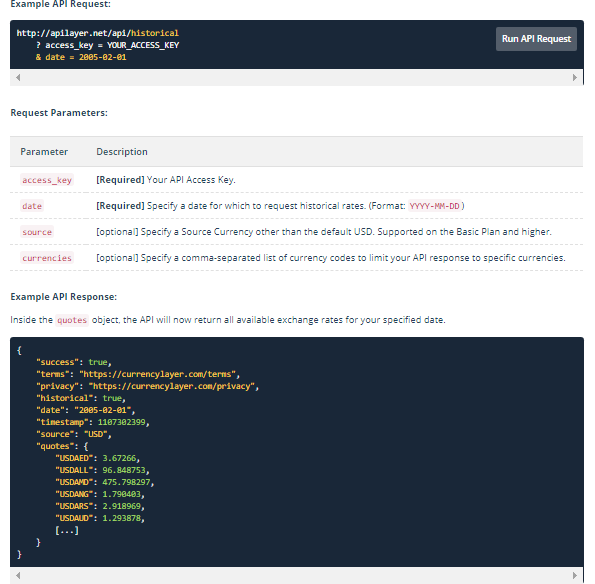 Example API Request:
http://apilayer.net/api/historical
? access_key = YOUR_ACCESS_KEY
& date = 2005-02-01
Run API Request
Request Parameters:
Parameter Description
access_key [Required] Your API Access Key.
date [Required] Specify a date for which to request historical rates. (Format: YYYY-MM-DD)
source [optional] Specify a Source Currency other than the default USD. Supported on the Basic Plan and higher.
currencies [optional] Specify a comma-separated list of currency codes to limit your API response to specific currencies.
Example API Response:
Inside the quotes object, the API will now return all available exchange rates for your specified date.
{
"success": true,
"terms": "https://currencylayer.com/terms",
"privacy": "https://currencylayer.com/privacy",
"historical": true,
"date": "2005-02-01",
"timestamp": 1107302399,
"source": "USD",
"quotes": {
"USDAED": 3.67266,
"USDALL": 96.848753,
"USDAMD": 475.798297,
"USDANG": 1.790403,
"USDARS": 2.918969,
"USDAUD": 1.293878,
[...]
}
}